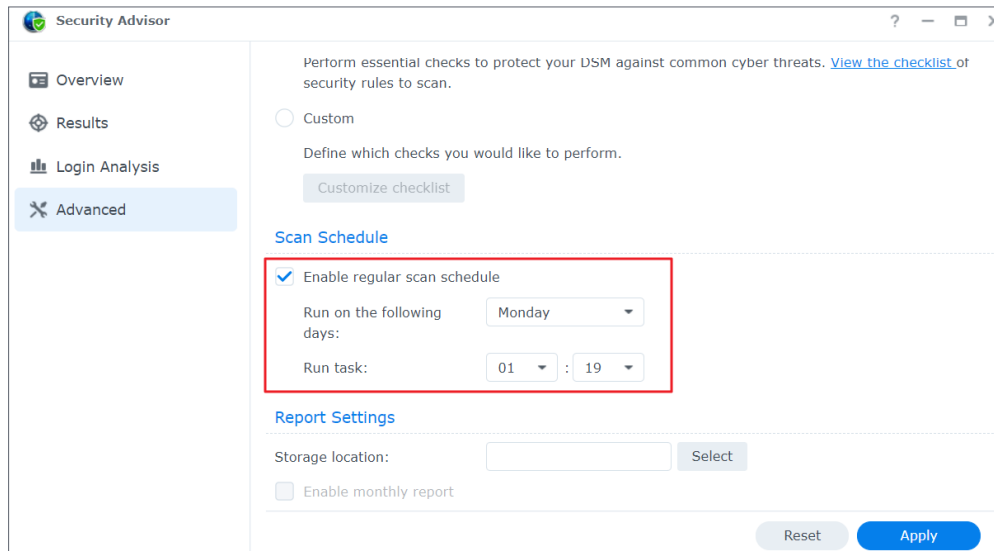 Security Advisor
?
Overview
Results
Login Analysis
Advanced
Perform essential checks to protect your DSM against common cyber threats. View the checklist of
security rules to scan.
Custom
Define which checks you would like to perform.
Customize checklist
Scan Schedule
Enable regular scan schedule
Run on the following
days:
Monday
Run task:
01 : 19
Report Settings
Storage location:
Select
Enable monthly report
Reset
Apply